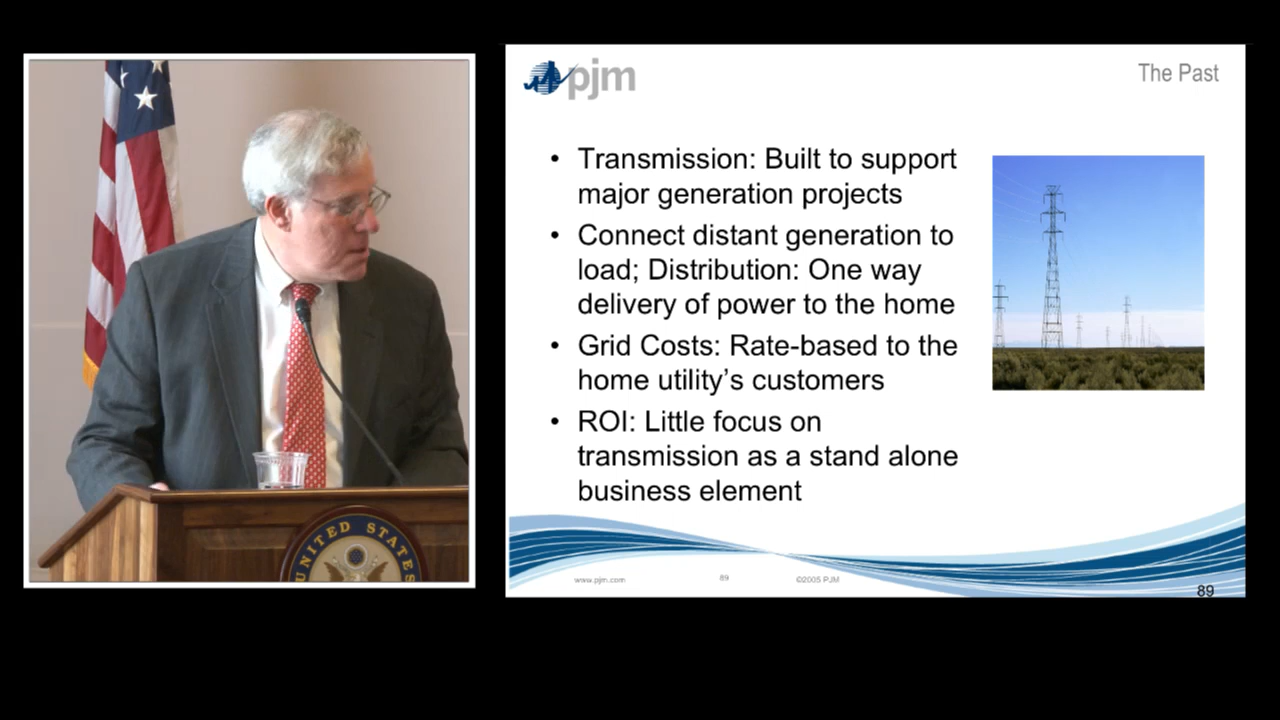 pjm
The Past
• Transmission: Built to support
major generation projects
• Connect distant generation to
load; Distribution: One way
delivery of power to the home
• Grid Costs: Rate-based to the
home utility’s customers
• ROI: Little focus on
transmission as a stand alone
business element
www.pjm.com
89
©2005 PJM
89
UNITED STATES